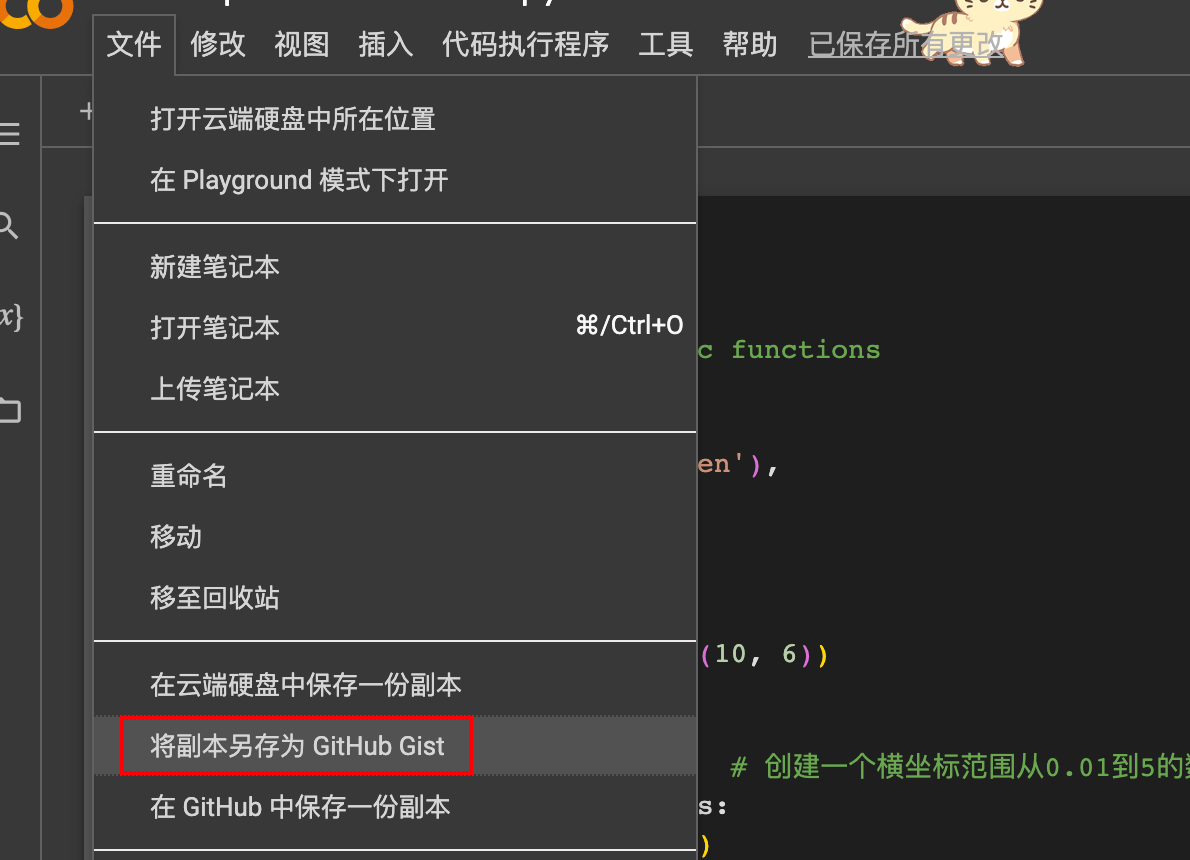 文件 修改 视图 插入 代码执行程序 工具 帮助 已保存所有更改
打开云端硬盘中所在位置
在 Playground 模式下打开
新建笔记本
打开笔记本 ⌘/Ctrl+O
上传笔记本
c functions
en'),
重命名
移动
移至回收站
(10, 6))
在云端硬盘中保存一份副本
将副本另存为 GitHub Gist
# 创建一个横坐标范围从0.01到5的
在 GitHub 中保存一份副本
s:
)